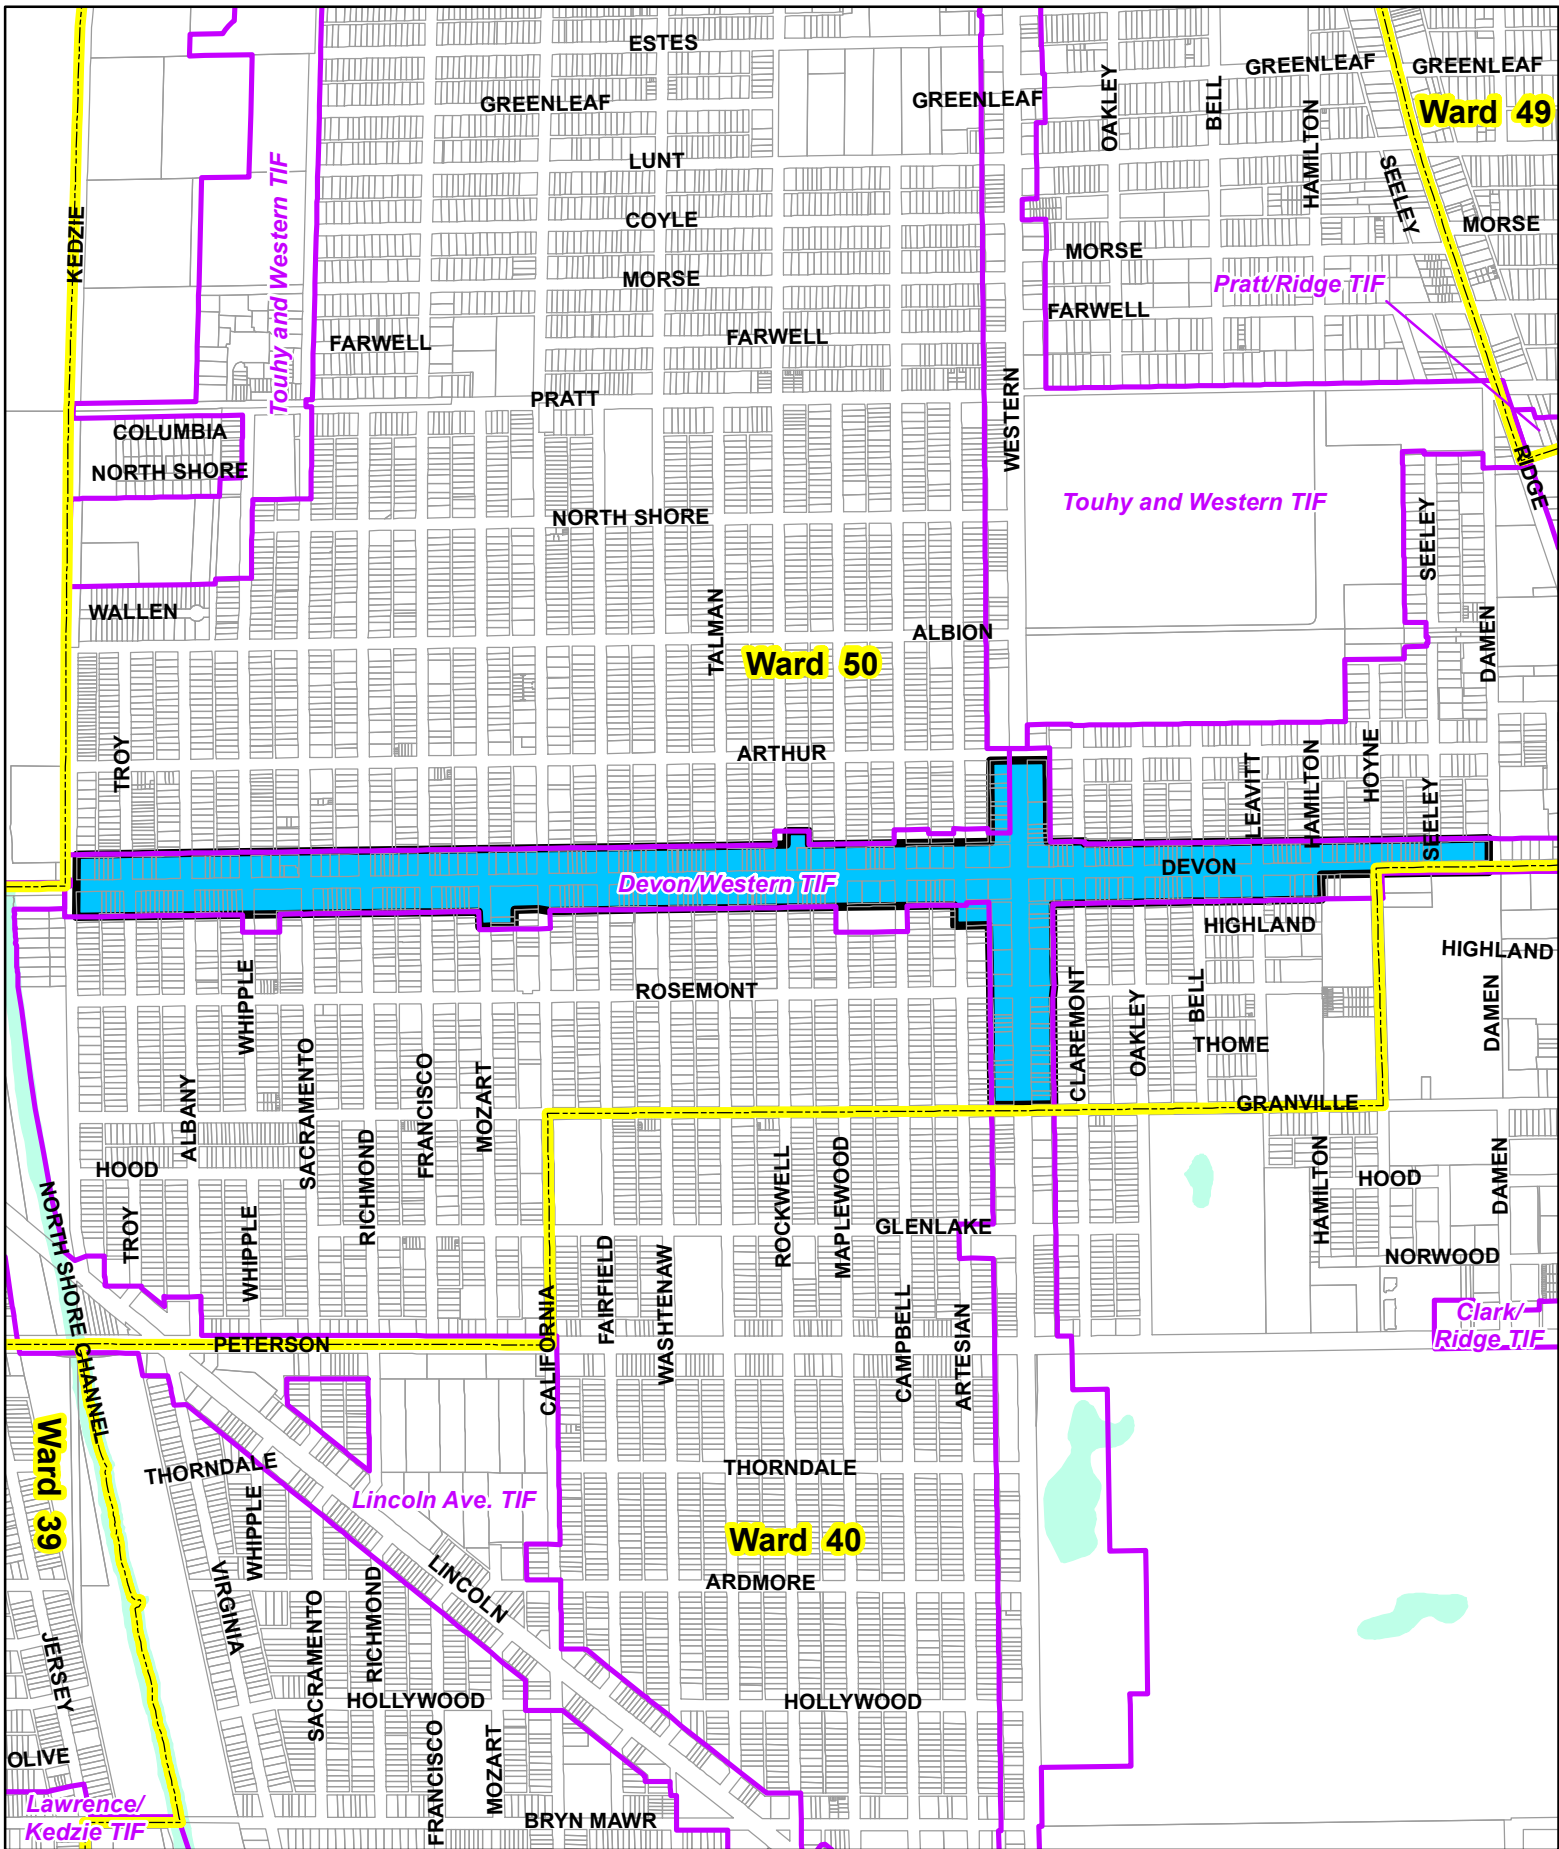 ESTES
GREENLEAF
GREENLEAF
GREENLEAF
GREENLEAF
OAKLEY
BELL
HAMILTON
Ward 49
LUNT
SEELEY
COYLE
KEDZIE
Touhy and Western TIF
MORSE
MORSE
MORSE
Pratt/Ridge TIF
FARWELL
FARWELL
FARWELL
PRATT
WESTERN
COLUMBIA
NORTH SHORE
RIDGE
Touhy and Western TIF
NORTH SHORE
SEELEY
WALLEN
TALMAN
ALBION
DAMEN
Ward 50
TROY
ARTHUR
LEAVITT
HAMILTON
HOYNE
SEELEY
DEVON
Devon/Western TIF
HIGHLAND
HIGHLAND
WHIPPLE
ROSEMONT
CLAREMONT
OAKLEY
BELL
DAMEN
THOME
ALBANY
SACRAMENTO
FRANCISCO
MOZART
GRANVILLE
HOOD
RICHMOND
ROCKWELL
MAPLEWOOD
HAMILTON
HOOD
DAMEN
NORTH SHORE CHANNEL
TROY
WHIPPLE
GLENLAKE
NORWOOD
FAIRFIELD
WASHTENAW
CALIFORNIA
CAMPBELL
ARTESIAN
Clark/
Ridge TIF
PETERSON
Ward 39
THORNDALE
THORNDALE
Lincoln Ave. TIF
WHIPPLE
Ward 40
VIRGINIA
LINCOLN
ARDMORE
SACRAMENTO
RICHMOND
JERSEY
HOLLYWOOD
HOLLYWOOD
OLIVE
FRANCISCO
MOZART
Lawrence/
Kedzie TIF
BRYN MAWR